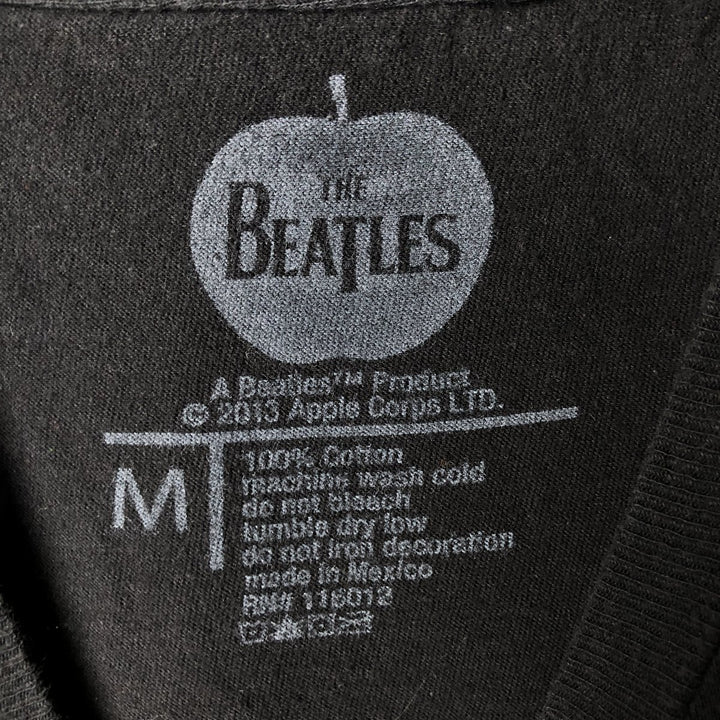 THE
BEATLES
A Beatles™ Product
© 2013 Apple Corps LTD.
M
100% Cotton
machine wash cold
do not bleach
tumble dry low
do not iron decoration
made in Mexico
RN# 116012